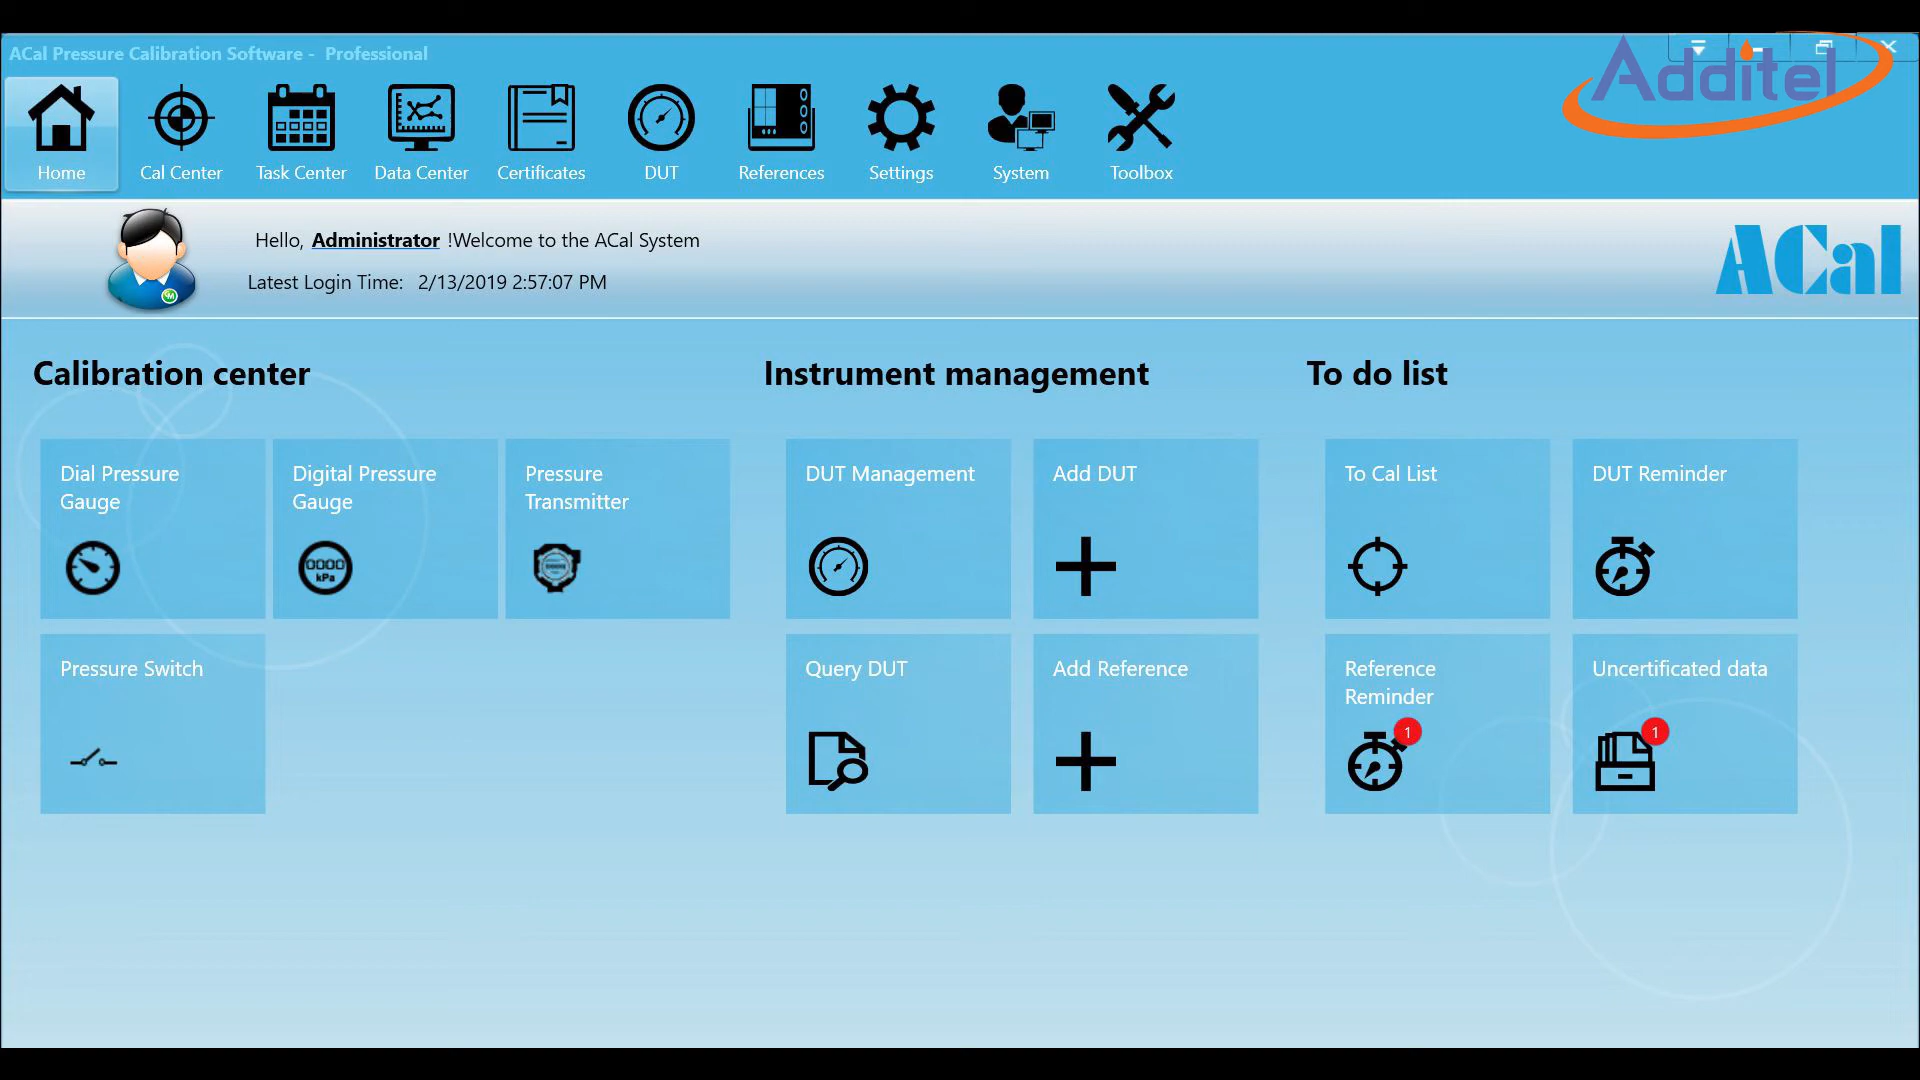 ACal Pressure Calibration Software - Professional
Additel
Home
Cal Center
Task Center
Data Center
Certificates
DUT
References
Settings
System
Toolbox
Hello, Administrator !Welcome to the ACal System
Latest Login Time: 2/13/2019 2:57:07 PM
ACal
Calibration center
Dial Pressure
Gauge
Digital Pressure
Gauge
0000
kPa
Pressure
Transmitter
Pressure Switch
Instrument management
DUT Management
Add DUT
Query DUT
Add Reference
To do list
To Cal List
DUT Reminder
Reference
Reminder
1
Uncertificated data
1